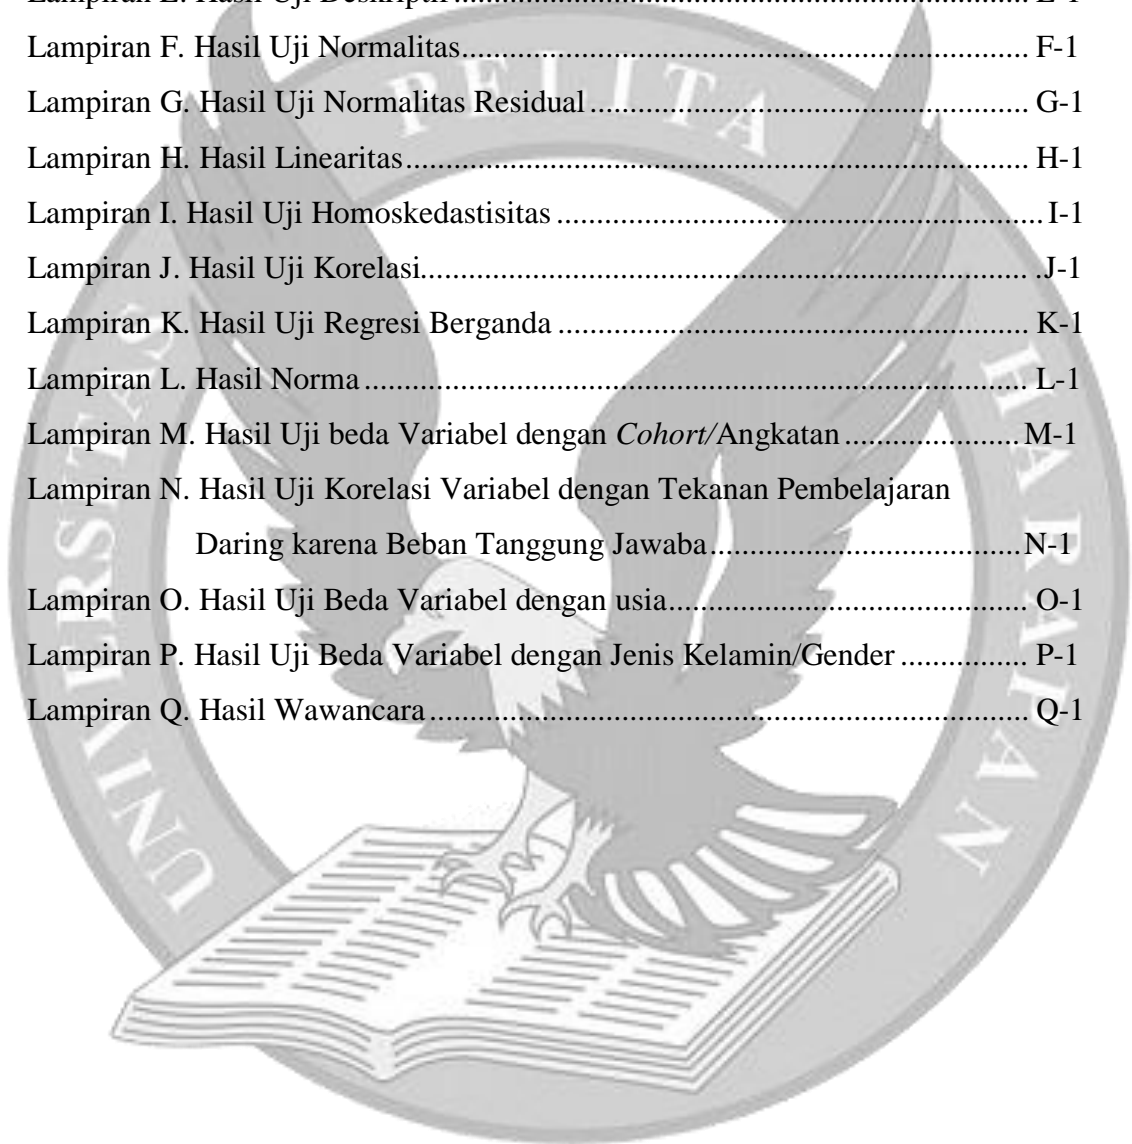 Lampiran F. Hasil Uji Normalitas.................................................................................. F-1
Lampiran G. Hasil Uji Normalitas Residual ............................................................... G-1
Lampiran H. Hasil Linearitas......................................................................................... H-1
Lampiran I. Hasil Uji Homoskedastisitas ..................................................................... I-1
Lampiran J. Hasil Uji Korelasi....................................................................................... .J-1
Lampiran K. Hasil Uji Regresi Berganda .................................................................... K-1
Lampiran L. Hasil Norma ............................................................................................... L-1
Lampiran M. Hasil Uji beda Variabel dengan Cohort/Angkatan ...................... M-1
Lampiran N. Hasil Uji Korelasi Variabel dengan Tekanan Pembelajaran
Daring karena Beban Tanggung Jawaba.......................................N-1
Lampiran O. Hasil Uji Beda Variabel dengan usia.............................................. O-1
Lampiran P. Hasil Uji Beda Variabel dengan Jenis Kelamin/Gender ................ P-1
Lampiran Q. Hasil Wawancara ........................................................................... Q-1
UNIVERSITAS PELITA HARAPAN